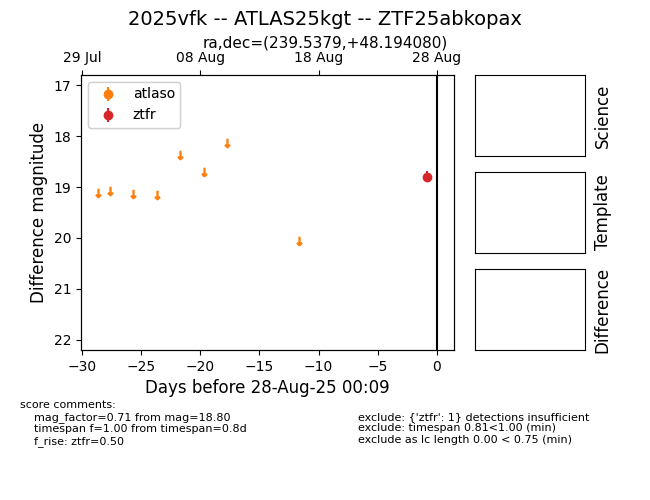 2025vfk -- ATLAS25kgt -- ZTF25abkopax
ra,dec=(239.5379,+48.194080)
29 Jul 08 Aug 18 Aug 28 Aug
atlaso
ztfr
17
18
19
20
21
22
Difference magnitude
−30 −25 −20 −15 −10 −5 0
Days before 28-Aug-25 00:09
Science
Template
Difference
score comments:
mag_factor=0.71 from mag=18.80
timespan f=1.00 from timespan=0.8d
f_rise: ztfr=0.50
exclude: {'ztfr': 1} detections insufficient
exclude: timespan 0.81<1.00 (min)
exclude as lc length 0.00 < 0.75 (min)